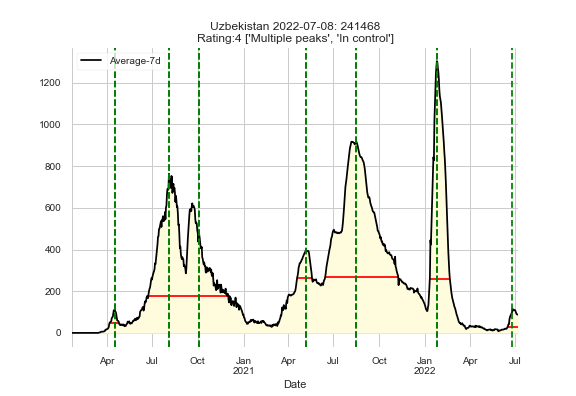 Uzbekistan 2022-07-08: 241468
Rating:4 ['Multiple peaks', 'In control']
Average-7d
1200
1000
800
600
400
200
0
Apr Jul Oct Jan Apr Jul Oct Jan Apr Jul
2021 2022
Date